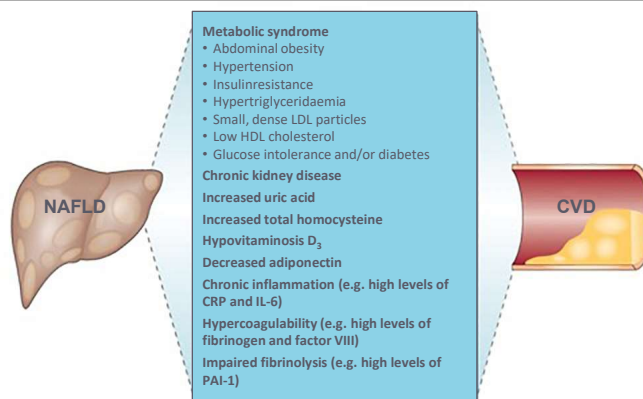 Metabolic syndrome
• Abdominal obesity
• Hypertension
• Insulinresistance
• Hypertriglyceridaemia
• Small, dense LDL particles
• Low HDL cholesterol
• Glucose intolerance and/or diabetes
Chronic kidney disease
Increased uric acid
Increased total homocysteine
Hypovitaminosis D₃
Decreased adiponectin
Chronic inflammation (e.g. high levels of
CRP and IL-6)
Hypercoagulability (e.g. high levels of
fibrinogen and factor VIII)
Impaired fibrinolysis (e.g. high levels of
PAI-1)
NAFLD
CVD